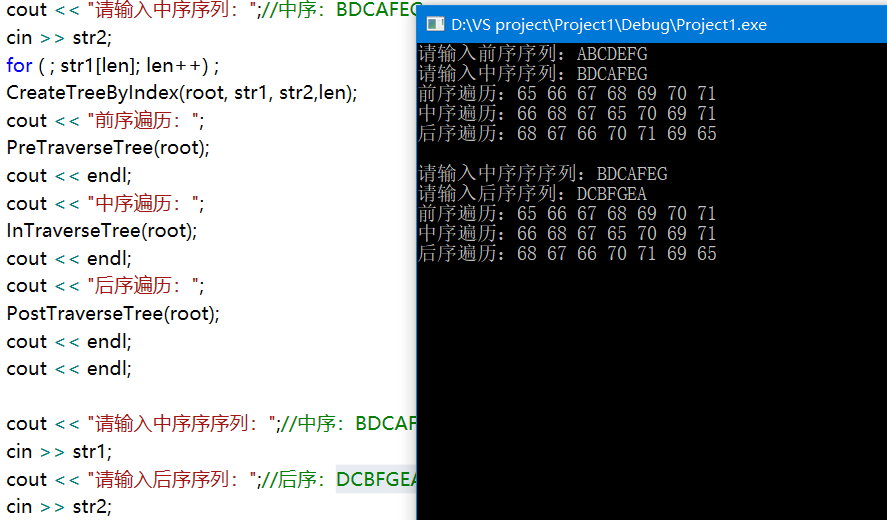 cout << "请输入中序序列：";//中序：BDCAFEG
cin >> str2;
for ( ; str1[len]; len++) ;
CreateTreeByIndex(root, str1, str2,len);
cout << "前序遍历：";
PreTraverseTree(root);
cout << endl;
cout << "中序遍历：";
InTraverseTree(root);
cout << endl;
cout << "后序遍历：";
PostTraverseTree(root);
cout << endl;
cout << endl;
cout << "请输入中序序序列：";//中序：BDCAF
cin >> str1;
cout << "请输入后序序列：";//后序：DCBFGEA
cin >> str2;
D:\VS project\Project1\Debug\Project1.exe
请输入前序序列：ABCDEFG
请输入中序序列：BDCAFEG
前序遍历：65 66 67 68 69 70 71
中序遍历：66 68 67 65 70 69 71
后序遍历：68 67 66 70 71 69 65
请输入中序序序列：BDCAFEG
请输入后序序列：DCBFGEA
前序遍历：65 66 67 68 69 70 71
中序遍历：66 68 67 65 70 69 71
后序遍历：68 67 66 70 71 69 65